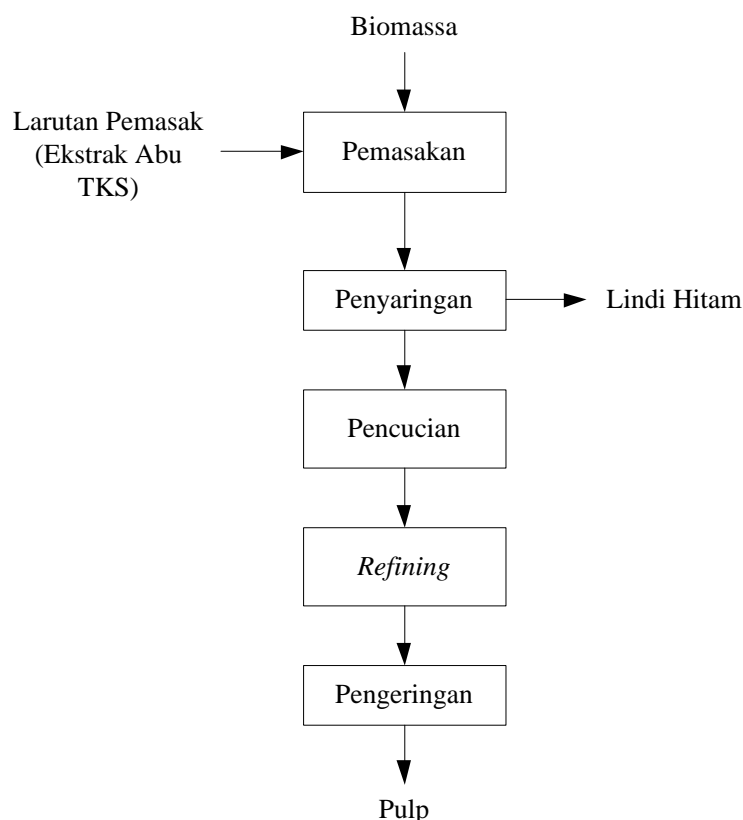 Biomassa
Larutan Pemasak
(Ekstrak Abu
TKS)
Pemasakan
Penyaringan
Lindi Hitam
Pencucian
Refining
Pengeringan
Pulp